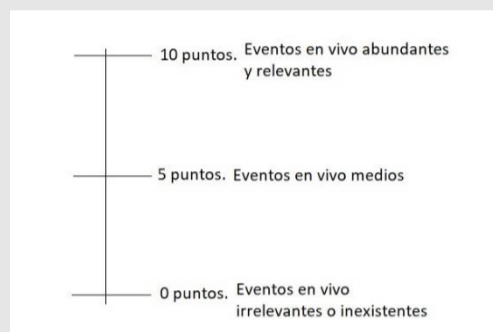 10 puntos. Eventos en vivo abundantes
y relevantes
5 puntos. Eventos en vivo medios
0 puntos. Eventos en vivo
irrelevantes o inexistentes